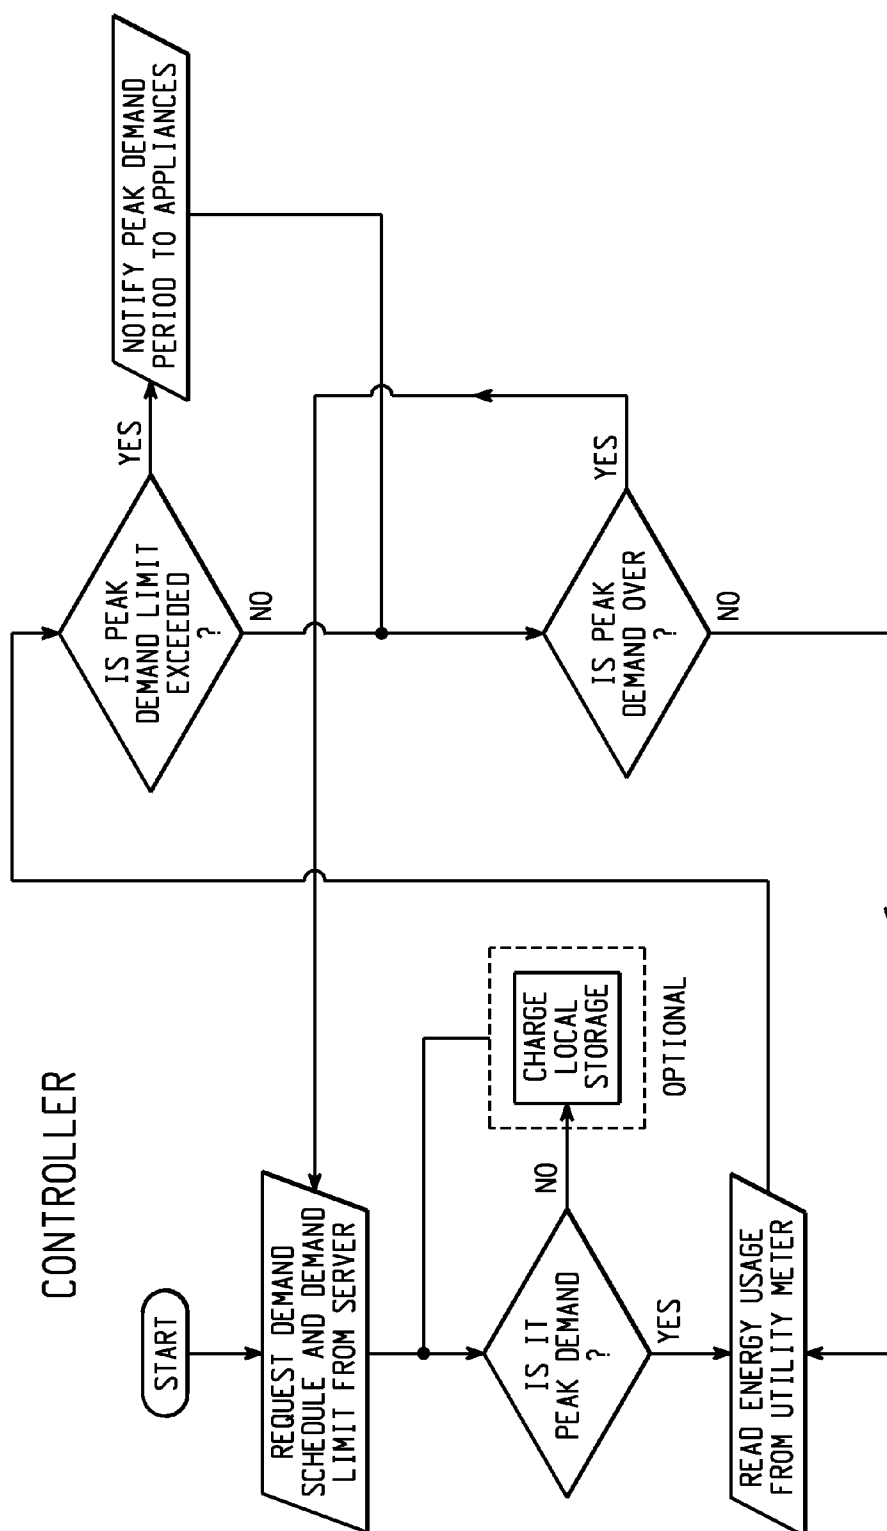 CONTROLLER
START
REQUEST DEMAND
SCHEDULE AND DEMAND
LIMIT FROM SERVER
IS IT
PEAK DEMAND
?
NO
CHARGE
LOCAL
STORAGE
OPTIONAL
YES
READ ENERGY USAGE
FROM UTILITY METER
IS PEAK
DEMAND LIMIT
EXCEEDED
?
YES
NOTIFY PEAK DEMAND
PERIOD TO APPLIANCES
NO
IS PEAK
DEMAND OVER
?
YES
NO